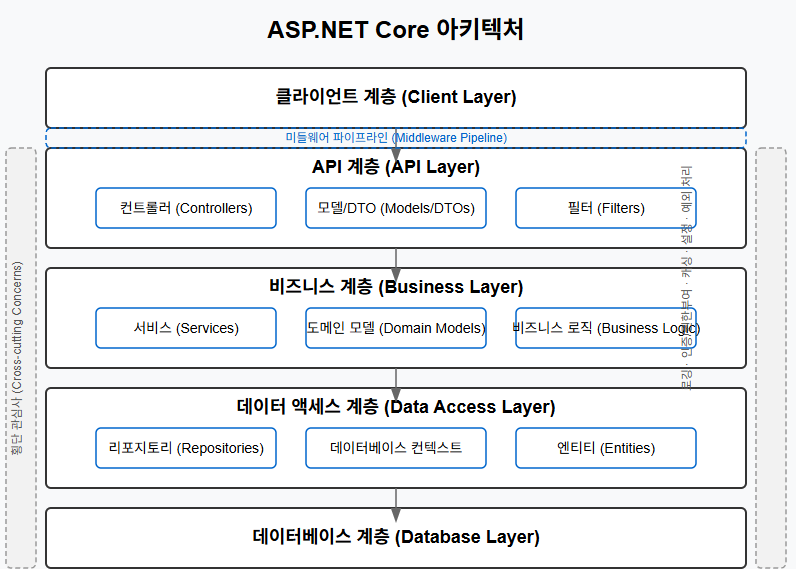 ASP.NET Core 아키텍처
클라이언트 계층 (Client Layer)
미들웨어 파이프라인 (Middleware Pipeline)
API 계층 (API Layer)
컨트롤러 (Controllers)
모델/DTO (Models/DTOs)
필터 (Filters)
비즈니스 계층 (Business Layer)
서비스 (Services)
도메인 모델 (Domain Models)
비즈니스 로직 (Business Logic)
데이터 액세스 계층 (Data Access Layer)
리포지토리 (Repositories)
데이터베이스 컨텍스트
엔티티 (Entities)
데이터베이스 계층 (Database Layer)
횡단 관심사 (Cross-cutting Concerns)
로깅 · 인증/권한부여 · 캐싱 · 설정 · 예외 처리